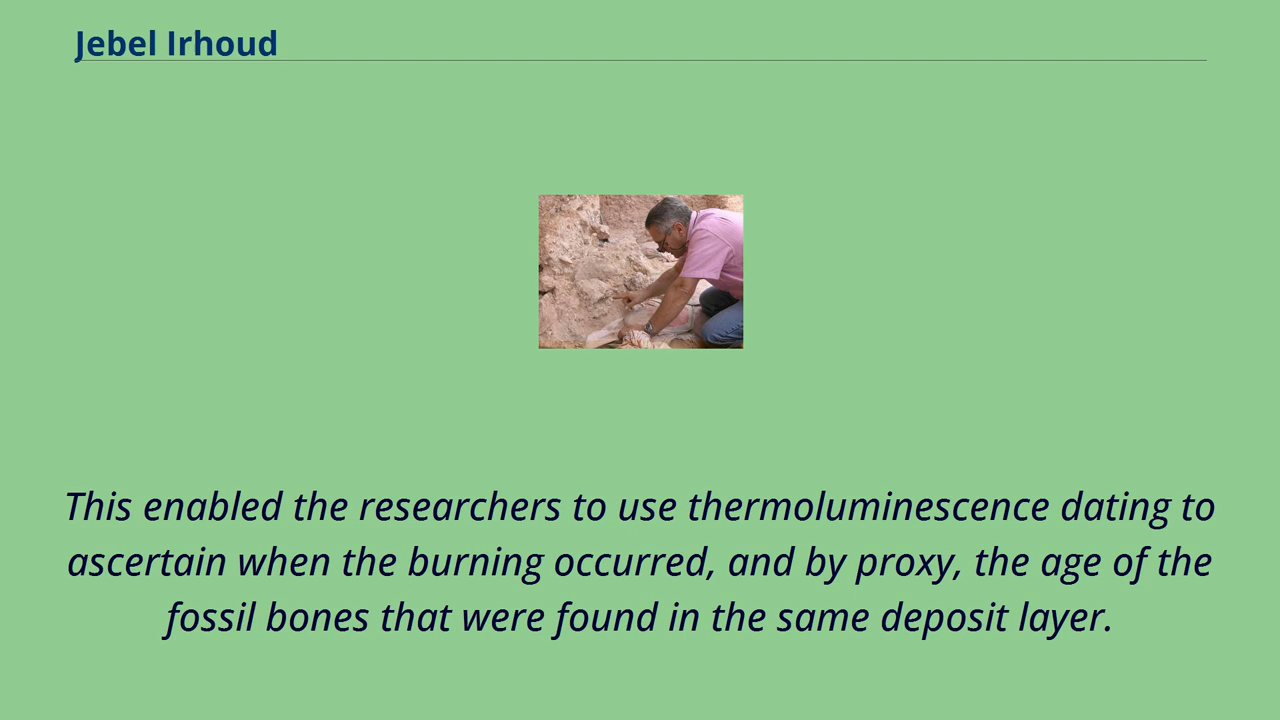 Jebel Irhoud
This enabled the researchers to use thermoluminescence dating to
ascertain when the burning occurred, and by proxy, the age of the
fossil bones that were found in the same deposit layer.